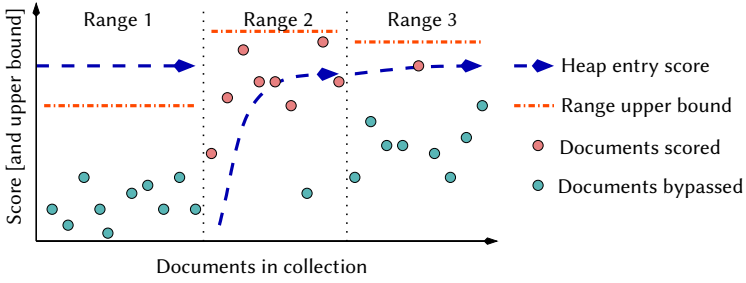 Range 1
Range 2
Range 3
Score [and upper bound]
Documents in collection
Heap entry score
Range upper bound
Documents scored
Documents bypassed